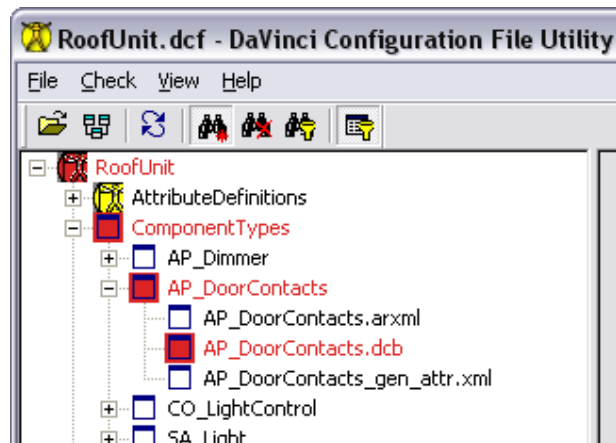 RoofUnit.dcf - DaVinci Configuration File Utility
File Check View Help
RoofUnit
AttributeDefinitions
ComponentTypes
AP_Dimmer
AP_DoorContacts
AP_DoorContacts.arxml
AP_DoorContacts.dcb
AP_DoorContacts_gen_attr.xml
CO_LightControl
SA_Light